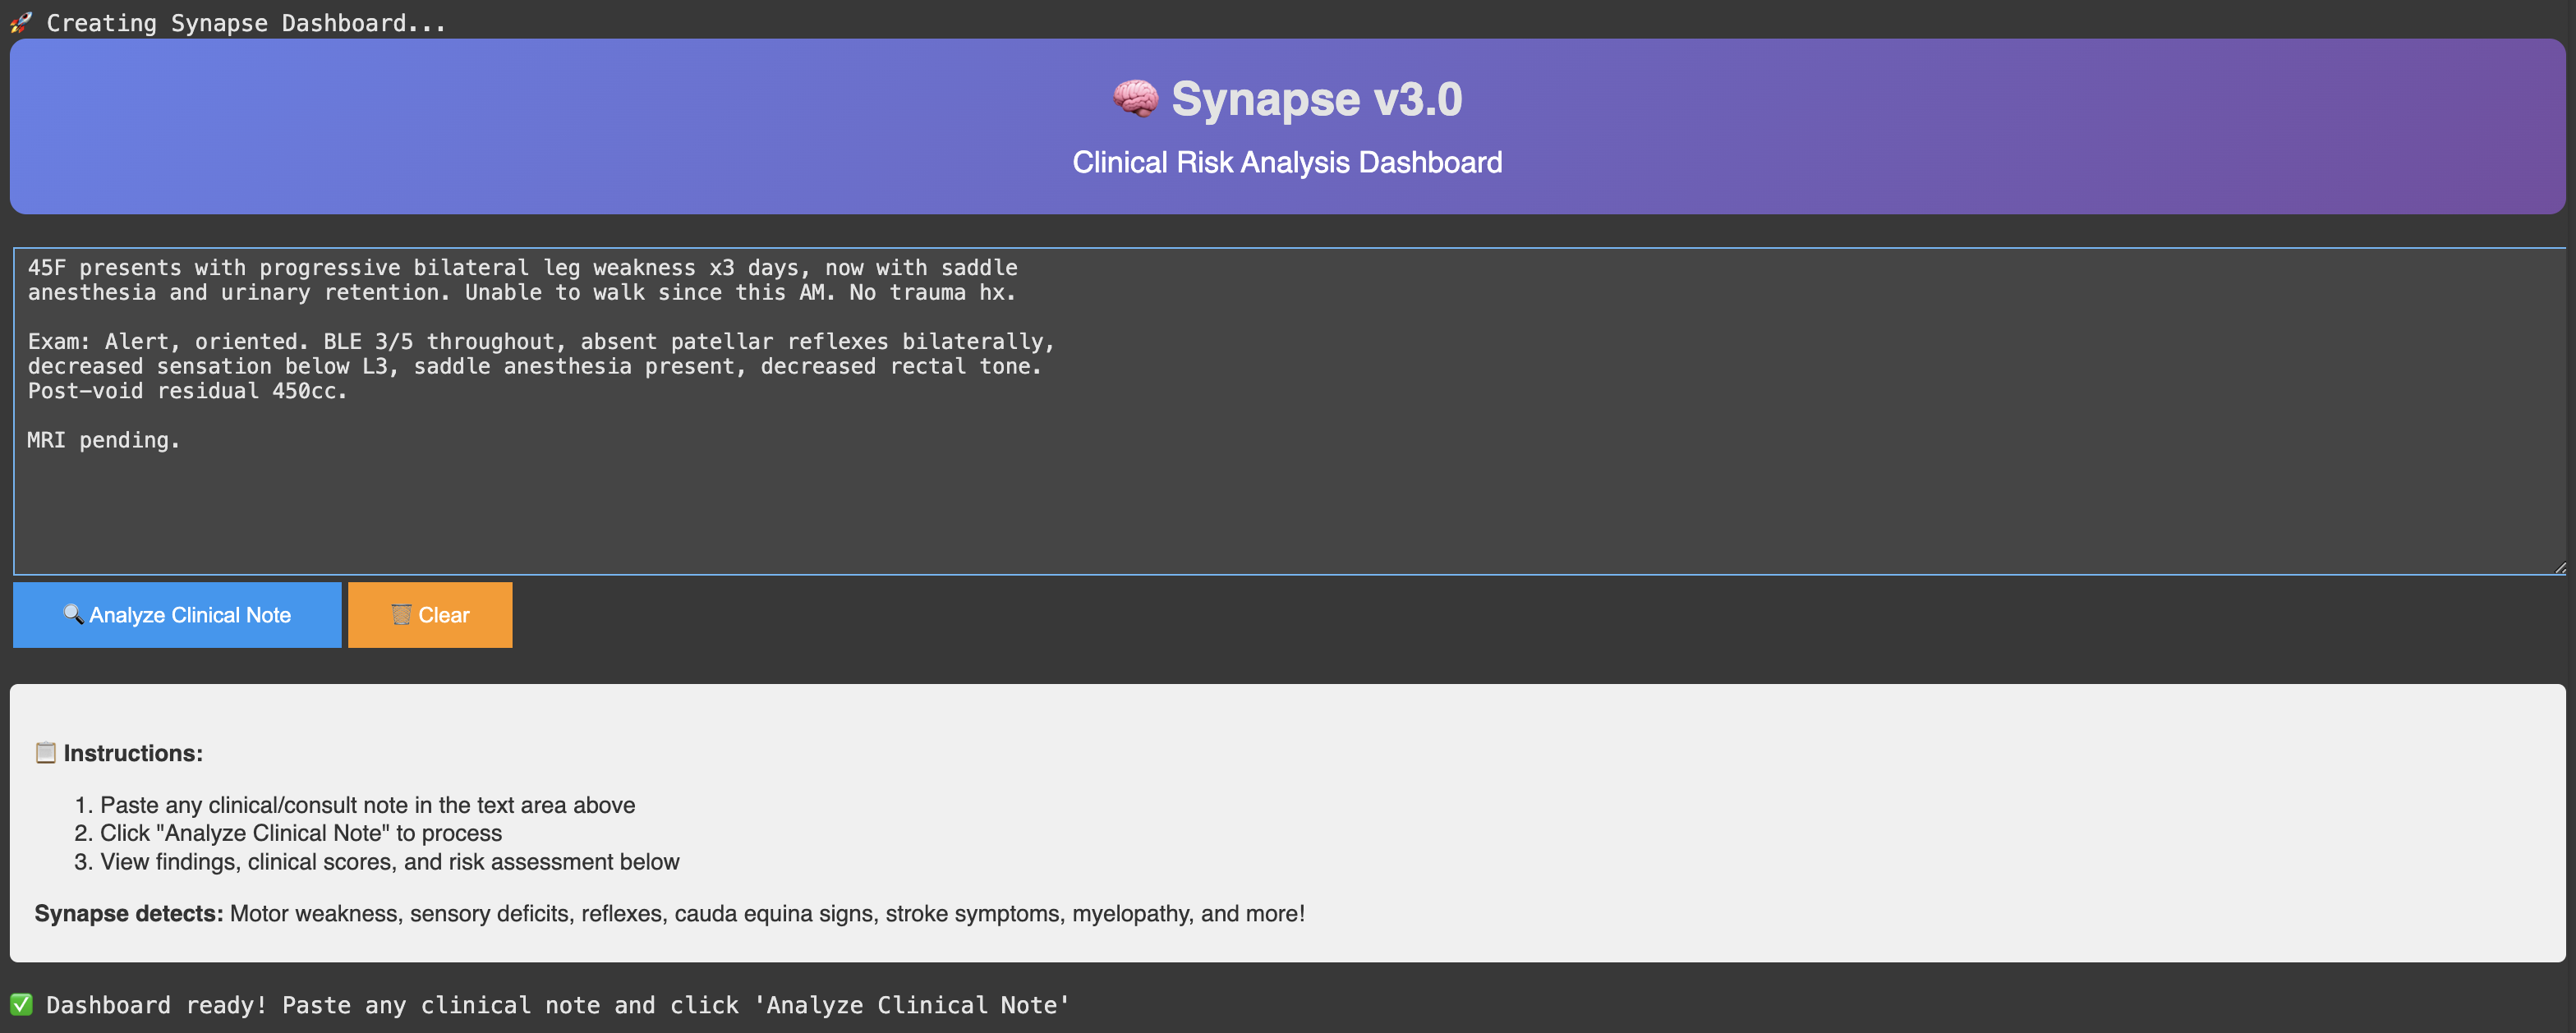 🚀 Creating Synapse Dashboard...
🧠 Synapse v3.0
Clinical Risk Analysis Dashboard
45F presents with progressive bilateral leg weakness x3 days, now with saddle
anesthesia and urinary retention. Unable to walk since this AM. No trauma hx.
Exam: Alert, oriented. BLE 3/5 throughout, absent patellar reflexes bilaterally,
decreased sensation below L3, saddle anesthesia present, decreased rectal tone.
Post-void residual 450cc.
MRI pending.
🔍 Analyze Clinical Note
🗑️ Clear
📋 Instructions:
1. Paste any clinical/consult note in the text area above
2. Click "Analyze Clinical Note" to process
3. View findings, clinical scores, and risk assessment below
Synapse detects: Motor weakness, sensory deficits, reflexes, cauda equina signs, stroke symptoms, myelopathy, and more!
✅ Dashboard ready! Paste any clinical note and click 'Analyze Clinical Note'